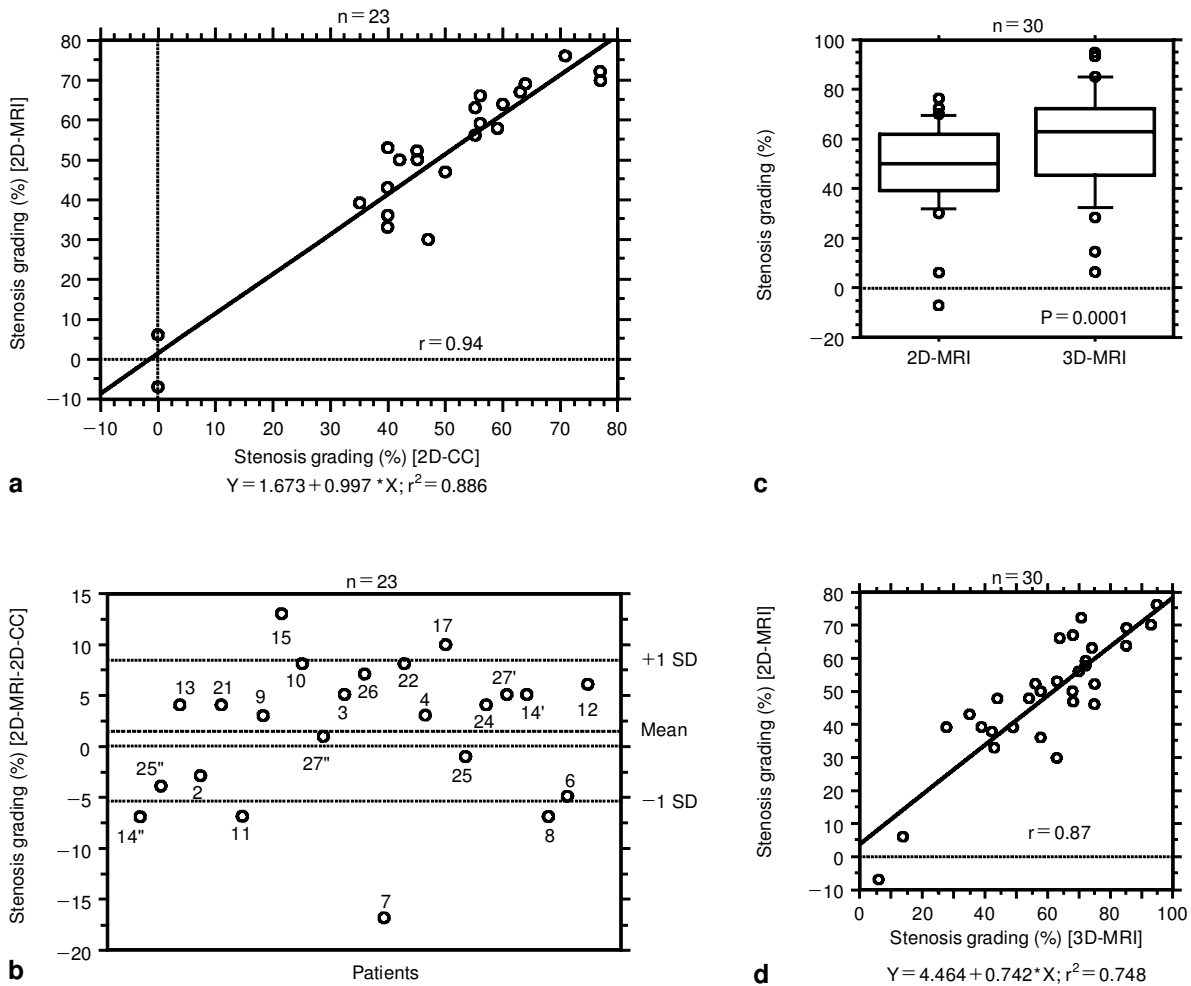 n = 23
80
70
60
50
40
30
20
10
0
−10
Stenosis grading (%) [2D-MRI]
r = 0.94
−10 0 10 20 30 40 50 60 70 80
Stenosis grading (%) [2D-CC]
Y = 1.673 + 0.997 *X; r² = 0.886
a
n = 30
100
80
60
40
20
0
−20
Stenosis grading (%)
P = 0.0001
2D-MRI 3D-MRI
c
n = 23
15
10
5
0
−5
−10
−15
−20
Stenosis grading (%) [2D-MRI-2D-CC]
15 17
+1 SD
10 26 22 27'
13 21 9 3 4 24 14' 12
Mean
27"
25" 2 25 6
−1 SD
14" 11 8
7
Patients
b
n = 30
80
70
60
50
40
30
20
10
0
−10
Stenosis grading (%) [2D-MRI]
r = 0.87
0 20 40 60 80 100
Stenosis grading (%) [3D-MRI]
Y = 4.464 + 0.742*X; r² = 0.748
d